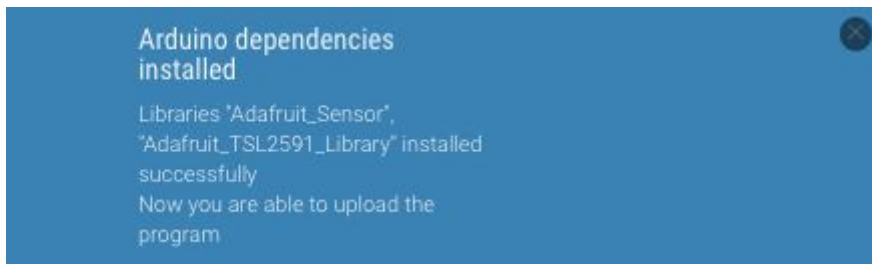 Arduino dependencies
installed
Libraries "Adafruit_Sensor",
"Adafruit_TSL2591_Library" installed
successfully
Now you are able to upload the
program